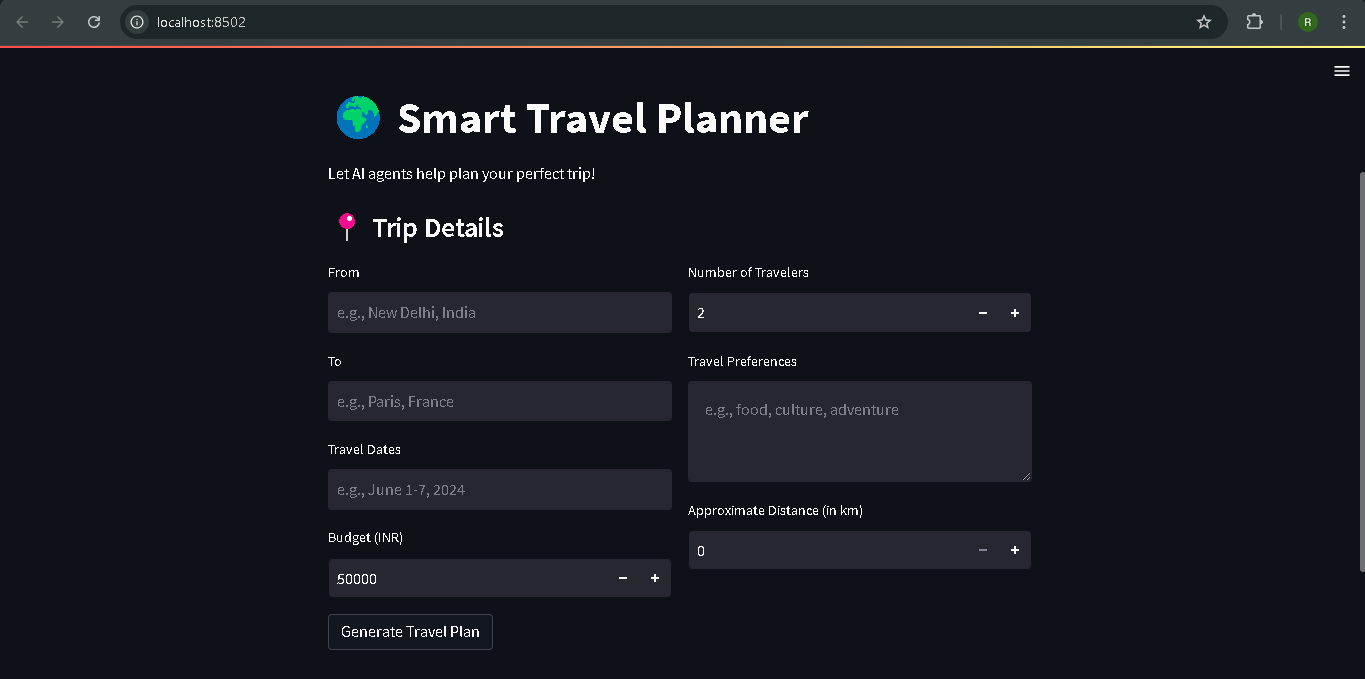 localhost:8502
R
Smart Travel Planner
Let AI agents help plan your perfect trip!
Trip Details
From
e.g., New Delhi, India
To
e.g., Paris, France
Travel Dates
e.g., June 1-7, 2024
Budget (INR)
50000
Number of Travelers
2
Travel Preferences
e.g., food, culture, adventure
Approximate Distance (in km)
0
Generate Travel Plan